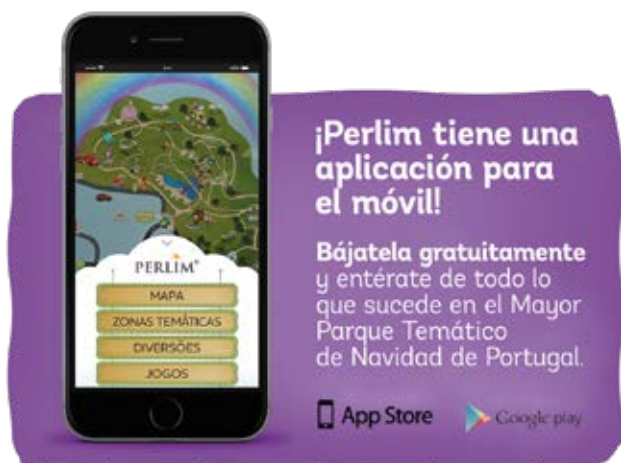 PERLIM®
MAPA
ZONAS TEMÁTICAS
DIVERSÕES
JOGOS
¡Perlim tiene una
aplicación para
el móvil!
Bájatela gratuitamente
y entérate de todo lo
que sucede en el Mayor
Parque Temático
de Navidad de Portugal.
App Store
Google play